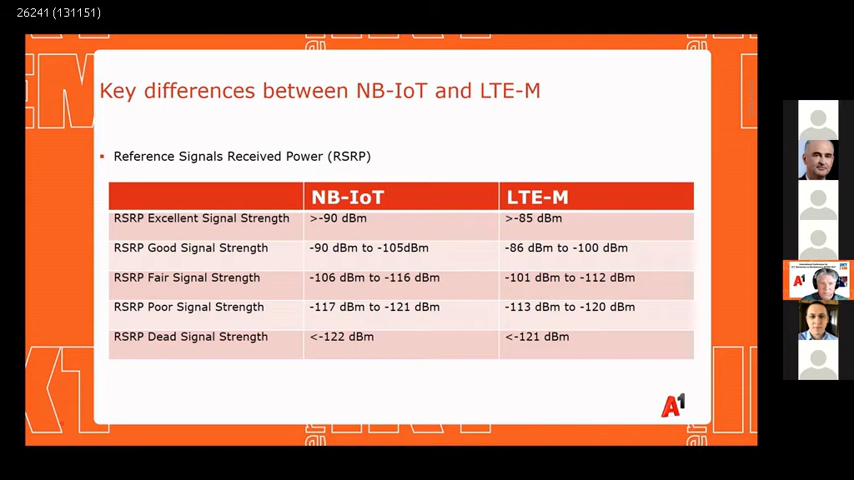 26241 (131151)
Key differences between NB-IoT and LTE-M
Reference Signals Received Power (RSRP)
NB-IoT LTE-M
RSRP Excellent Signal Strength >-90 dBm >-85 dBm
RSRP Good Signal Strength -90 dBm to -105dBm -86 dBm to -100 dBm
RSRP Fair Signal Strength -106 dBm to -116 dBm -101 dBm to -112 dBm
RSRP Poor Signal Strength -117 dBm to -121 dBm -113 dBm to -120 dBm
RSRP Dead Signal Strength <-122 dBm <-121 dBm
A1
A1